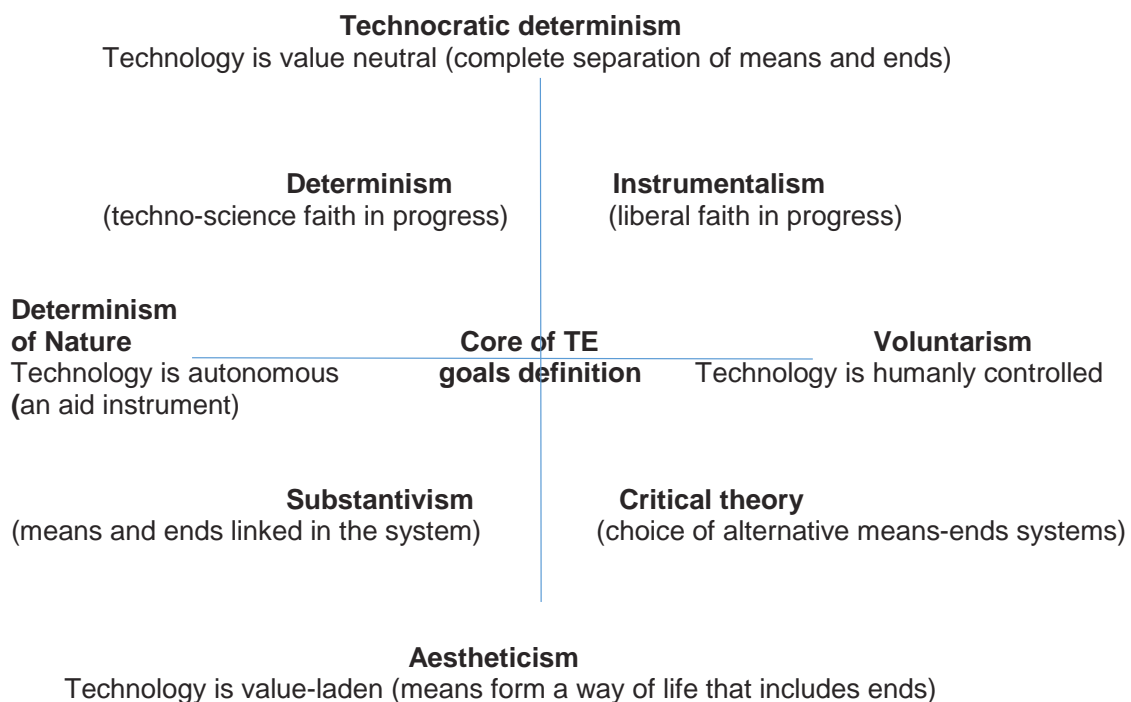 Technocratic determinism
Technology is value neutral (complete separation of means and ends)
Determinism
(techno-science faith in progress)
Instrumentalism
(liberal faith in progress)
Determinism
of Nature
Technology is autonomous
(an aid instrument)
Core of TE
goals definition
Voluntarism
Technology is humanly controlled
Substantivism
(means and ends linked in the system)
Critical theory
(choice of alternative means-ends systems)
Aestheticism
Technology is value-laden (means form a way of life that includes ends)